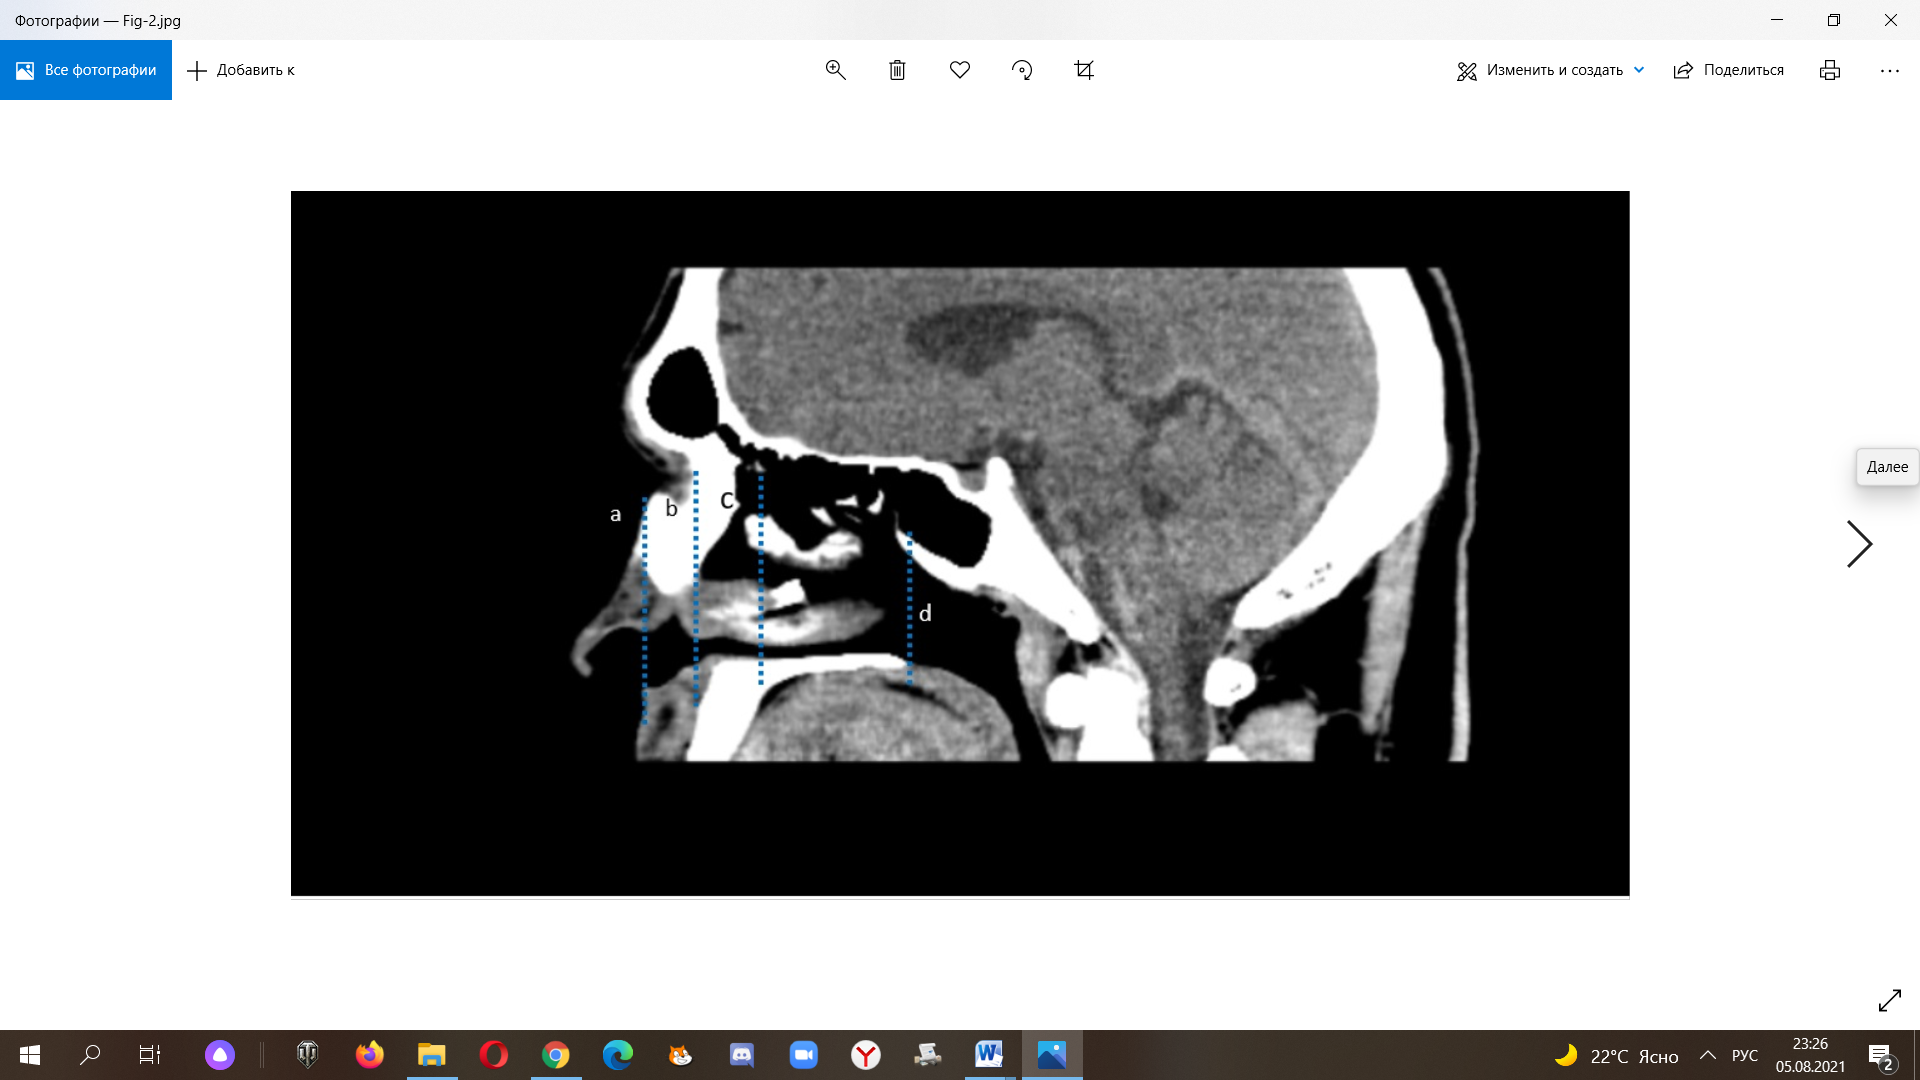 Фотографии — Fig-2.jpg
Все фотографии
Добавить к
Изменить и создать
Поделиться
Далее
a
b
c
d
22°C Ясно
РУС
23:26
05.08.2021
2